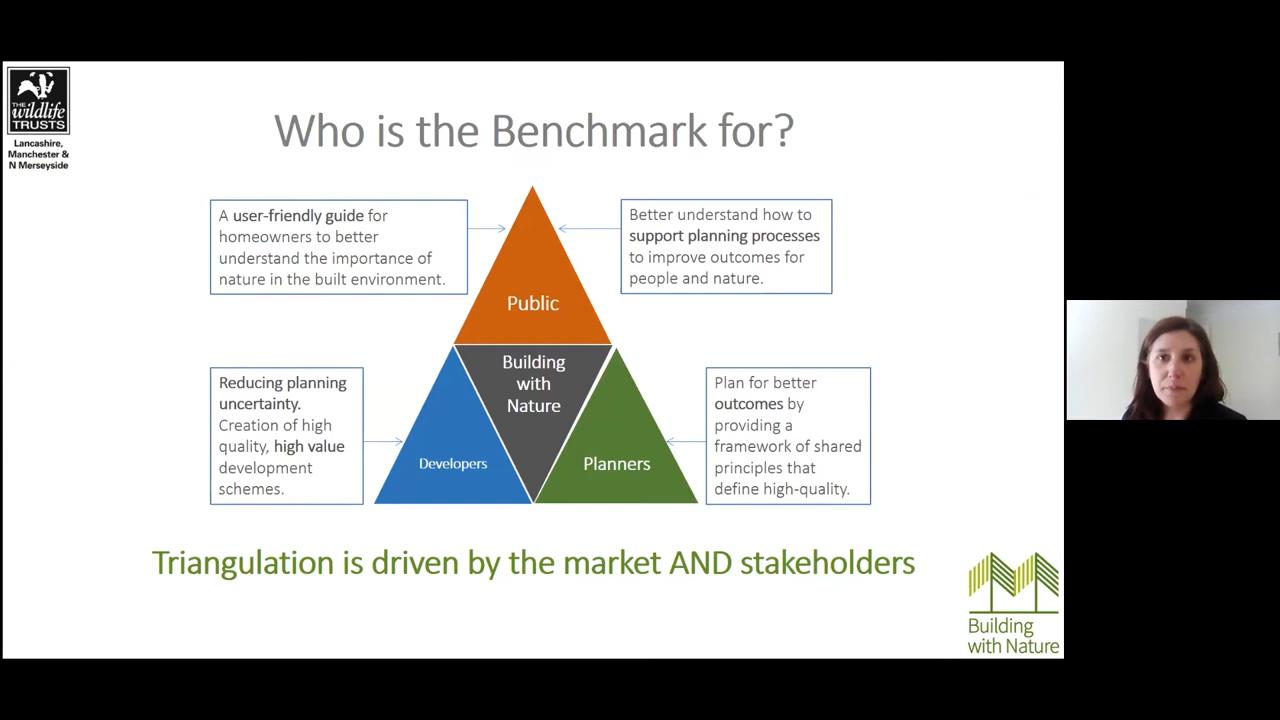 THE
wildlife
TRUSTS
Lancashire,
Manchester &
N Merseyside
Who is the Benchmark for?
A user-friendly guide for
homeowners to better
understand the importance of
nature in the built environment.
Better understand how to
support planning processes
to improve outcomes for
people and nature.
Public
Building
with
Nature
Reducing planning
uncertainty.
Creation of high
quality, high value
development
schemes.
Developers
Planners
Plan for better
outcomes by
providing a
framework of shared
principles that
define high-quality.
Triangulation is driven by the market AND stakeholders
Building
with Nature